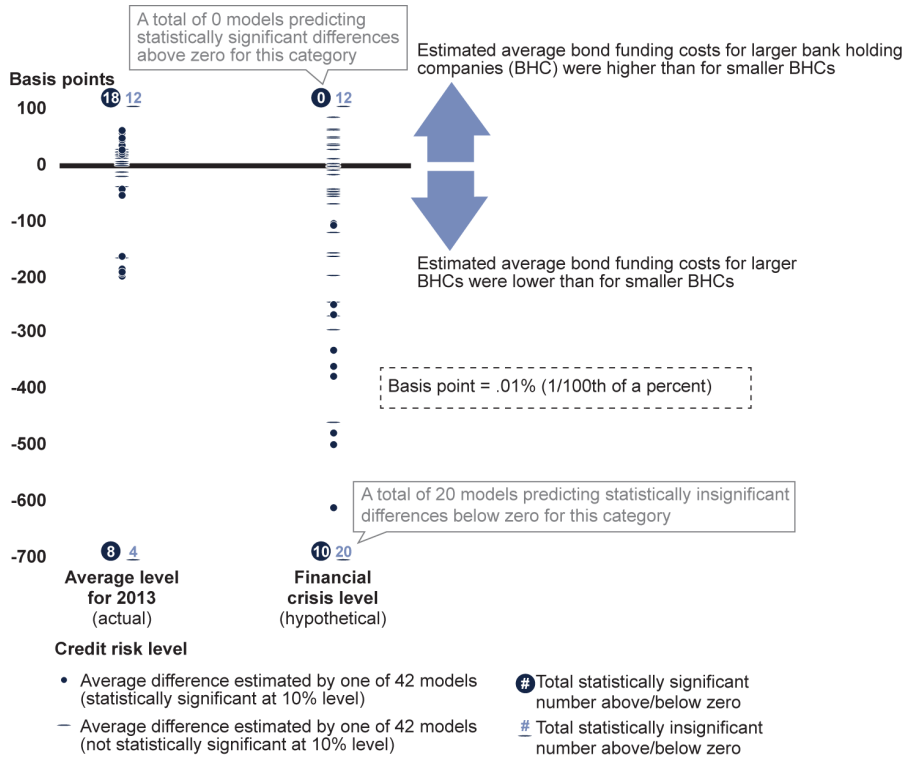 A total of 0 models predicting
statistically significant differences
above zero for this category
Estimated average bond funding costs for larger bank holding
companies (BHC) were higher than for smaller BHCs
Basis points
18 12
0 12
100
0
-100
-200
-300
-400
-500
-600
-700
Estimated average bond funding costs for larger
BHCs were lower than for smaller BHCs
Basis point = .01% (1/100th of a percent)
A total of 20 models predicting statistically insignificant
differences below zero for this category
8 4
10 20
Average level
for 2013
(actual)
Financial
crisis level
(hypothetical)
Credit risk level
Average difference estimated by one of 42 models
(statistically significant at 10% level)
Average difference estimated by one of 42 models
(not statistically significant at 10% level)
# Total statistically significant
number above/below zero
# Total statistically insignificant
number above/below zero